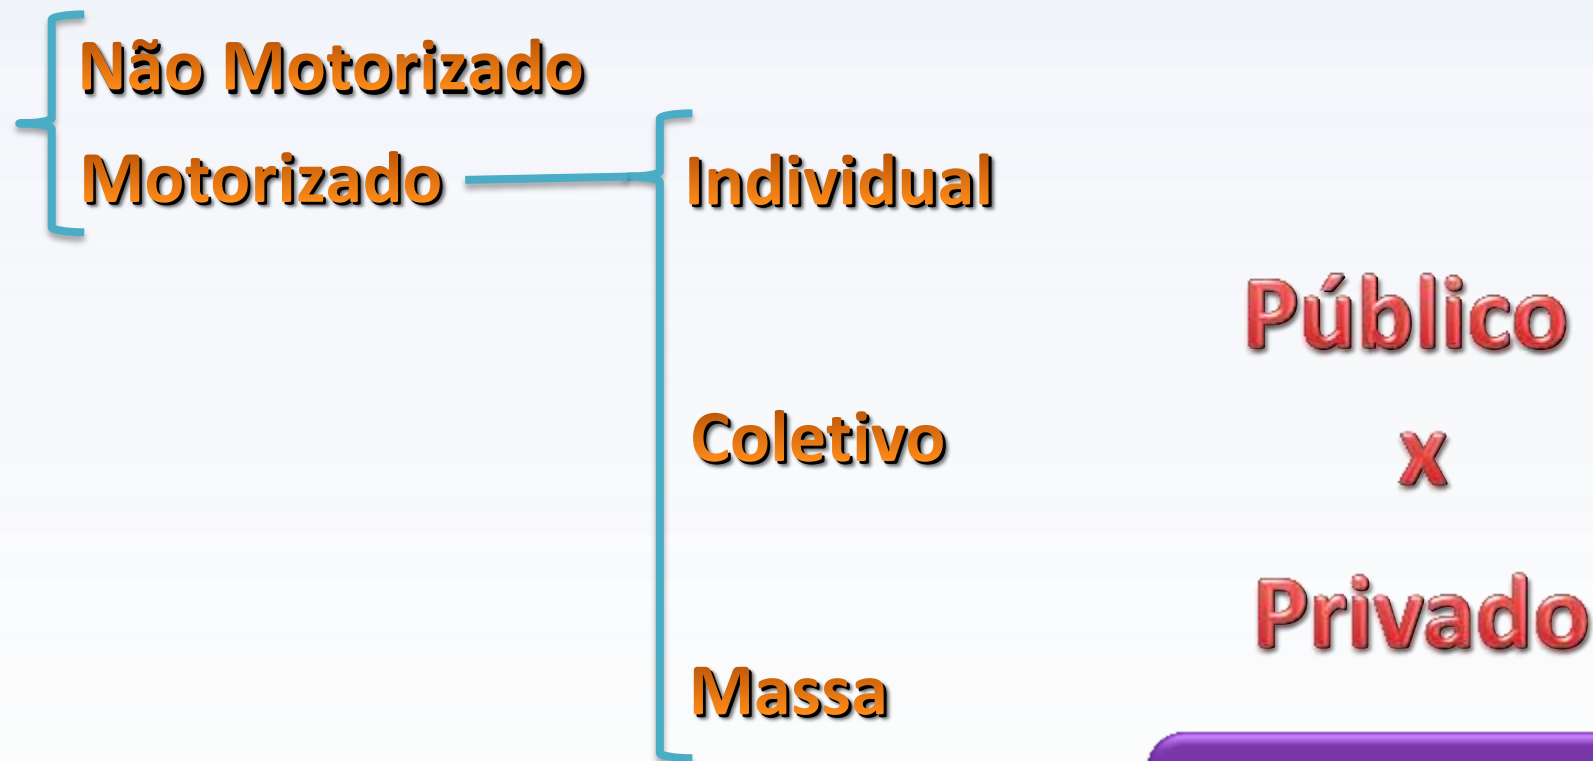 Não Motorizado
Motorizado
Individual
Público
Coletivo
x
Privado
Massa